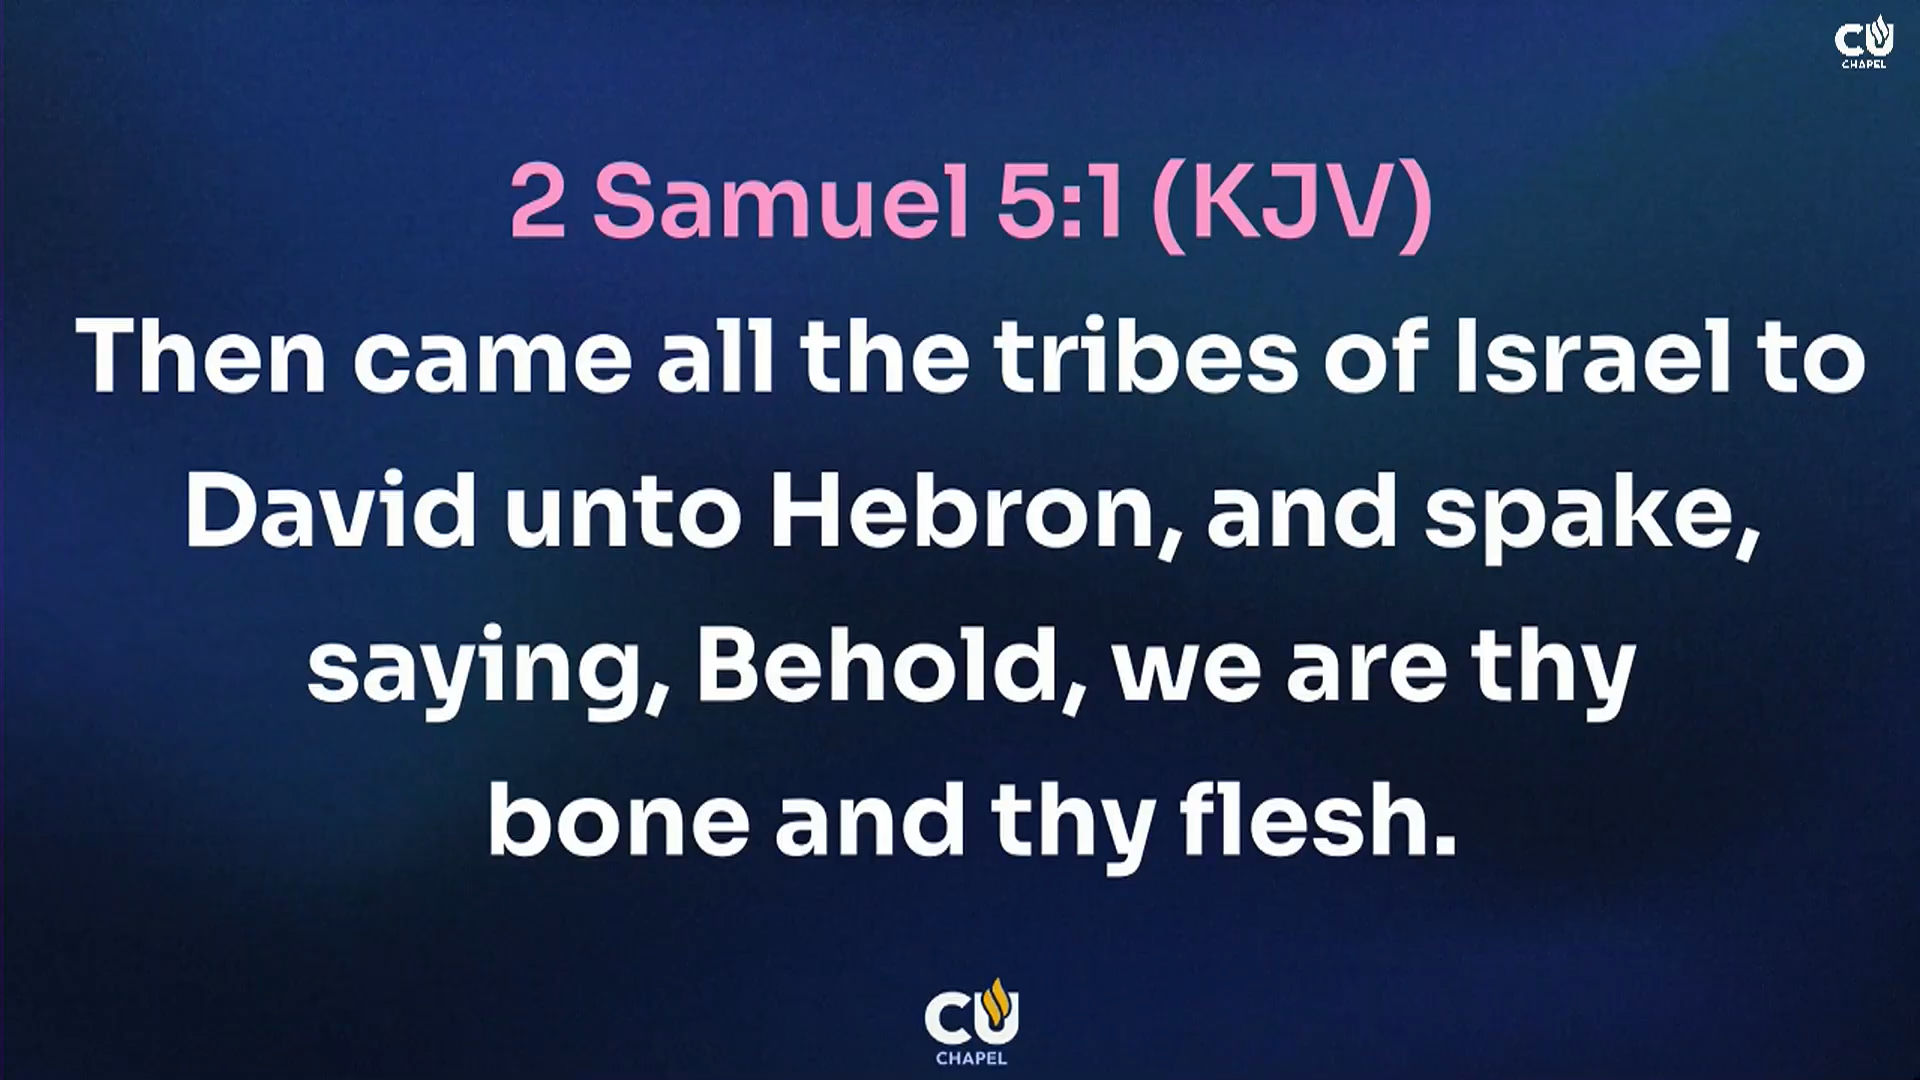 CU
CHAPEL
2 Samuel 5:1 (KJV)
Then came all the tribes of Israel to
David unto Hebron, and spake,
saying, Behold, we are thy
bone and thy flesh.
CU
CHAPEL